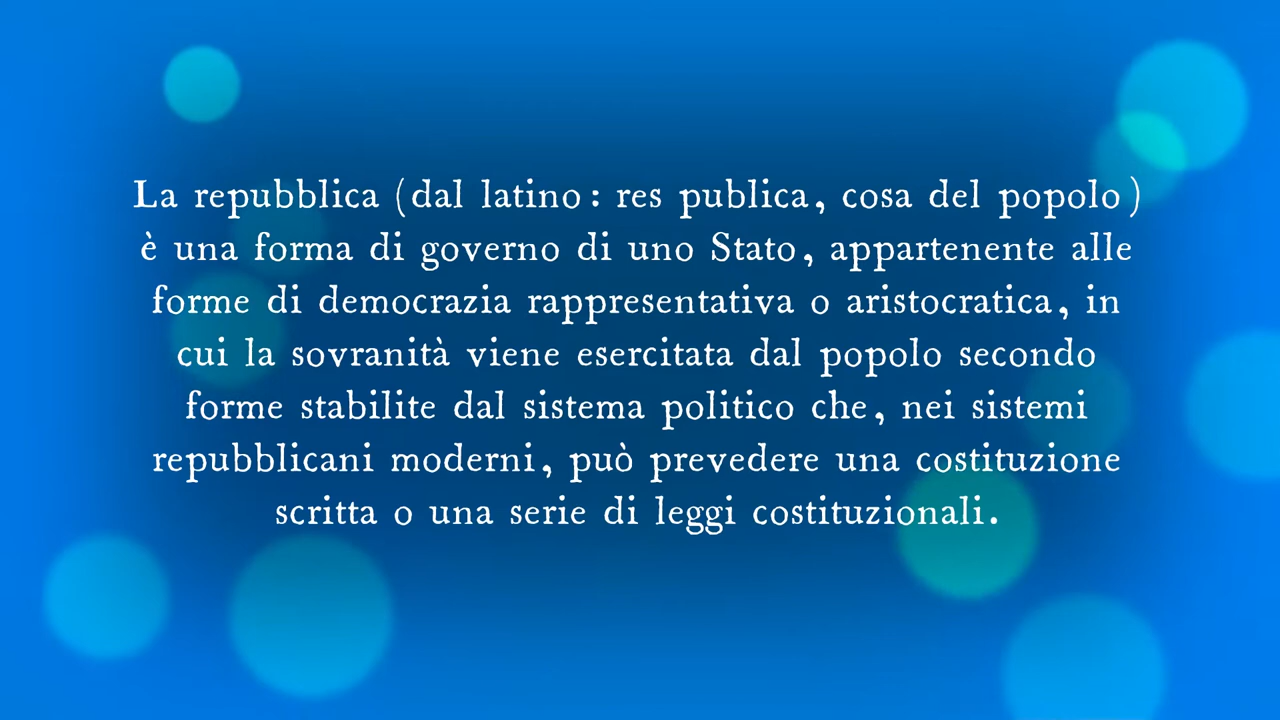 La repubblica (dal latino: res publica, cosa del popolo)
è una forma di governo di uno Stato, appartenente alle
forme di democrazia rappresentativa o aristocratica, in
cui la sovranità viene esercitata dal popolo secondo
forme stabilite dal sistema politico che, nei sistemi
repubblicani moderni, può prevedere una costituzione
scritta o una serie di leggi costituzionali.